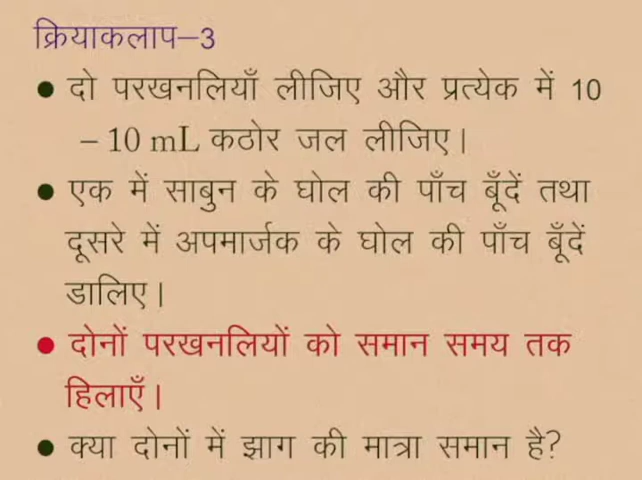 क्रियाकलाप–3
● दो परखनलियाँ लीजिए और प्रत्येक में 10
– 10 mL कठोर जल लीजिए।
● एक में साबुन के घोल की पाँच बूँदें तथा
दूसरे में अपमार्जक के घोल की पाँच बूँदें
डालिए।
● दोनों परखनलियों को समान समय तक
हिलाएँ।
● क्या दोनों में झाग की मात्रा समान है?